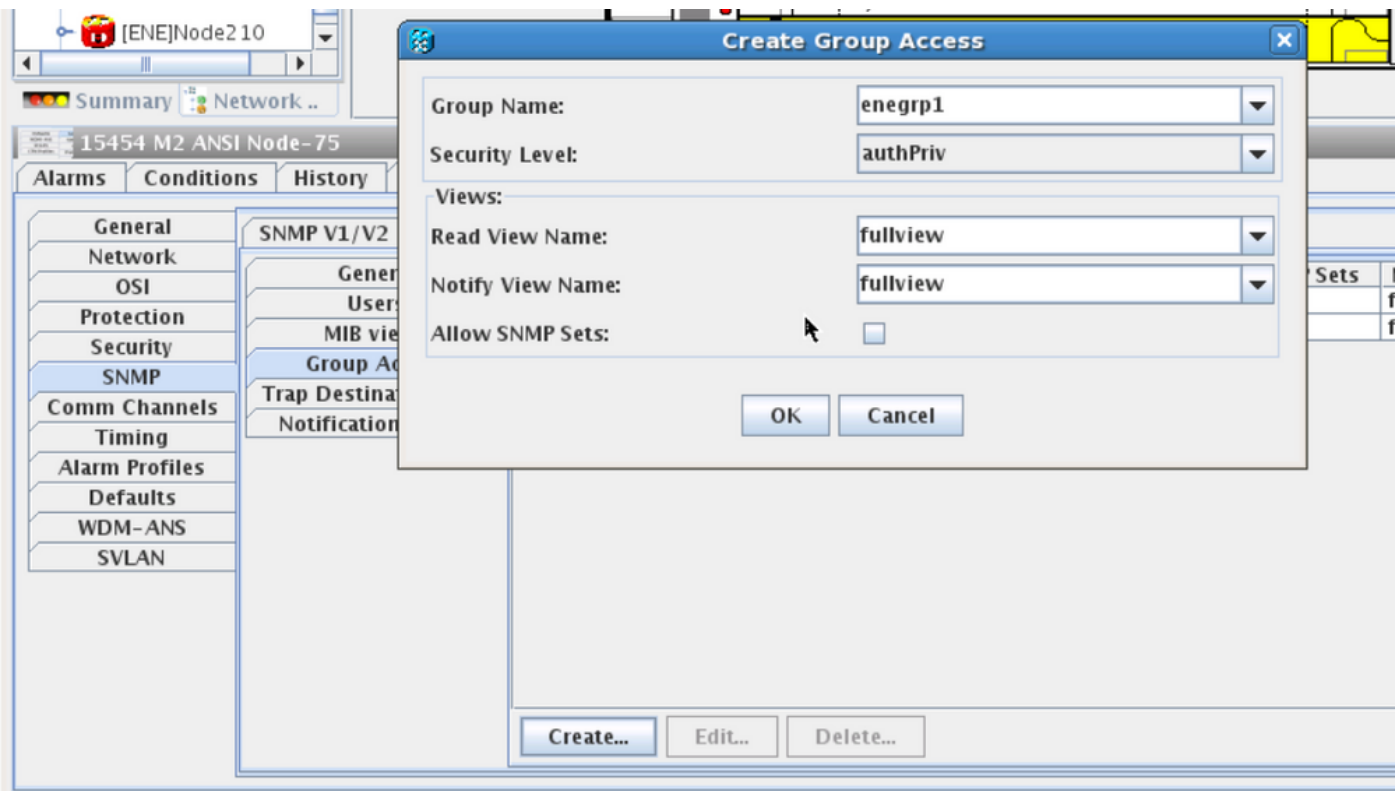 [ENE]Node210
Summary Network ..
15454 M2 ANSI Node-75
Alarms Conditions History
General
Network
OSI
Protection
Security
SNMP
Comm Channels
Timing
Alarm Profiles
Defaults
WDM-ANS
SVLAN
SNMP V1/V2
Gener
User
MIB vie
Group Ac
Trap Destina
Notification
Create Group Access
Group Name: enegrp1
Security Level: authPriv
Views:
Read View Name: fullview
Notify View Name: fullview
Allow SNMP Sets:
OK Cancel
Sets
Create... Edit... Delete...